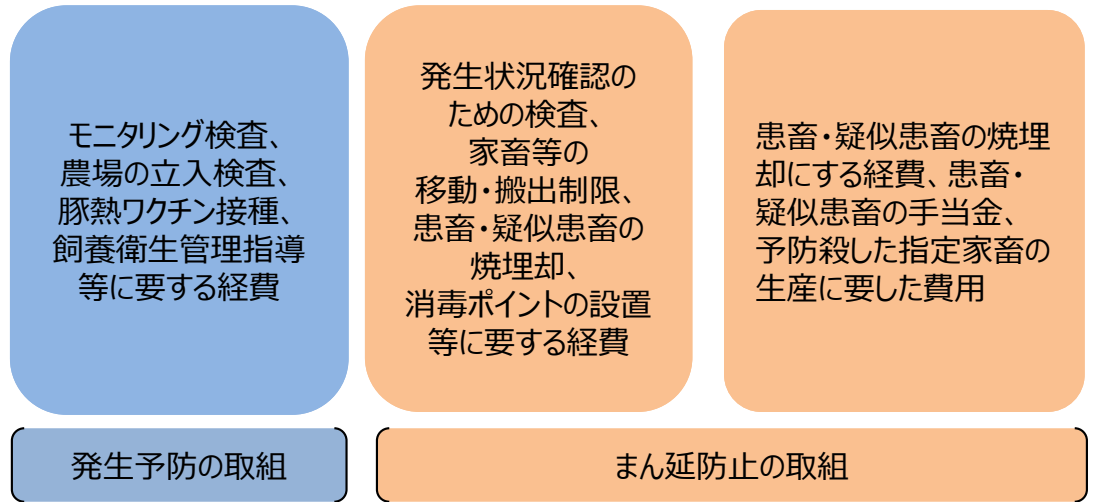 モニタリング検査、
農場の立入検査、
豚熱ワクチン接種、
飼養衛生管理指導
等に要する経費
発生状況確認の
ための検査、
家畜等の
移動・搬出制限、
患畜・疑似患畜の
焼埋却、
消毒ポイントの設置
等に要する経費
患畜・疑似患畜の焼埋
却にする経費、患畜・
疑似患畜の手当金、
予防殺した指定家畜の
生産に要した費用
発生予防の取組
まん延防止の取組